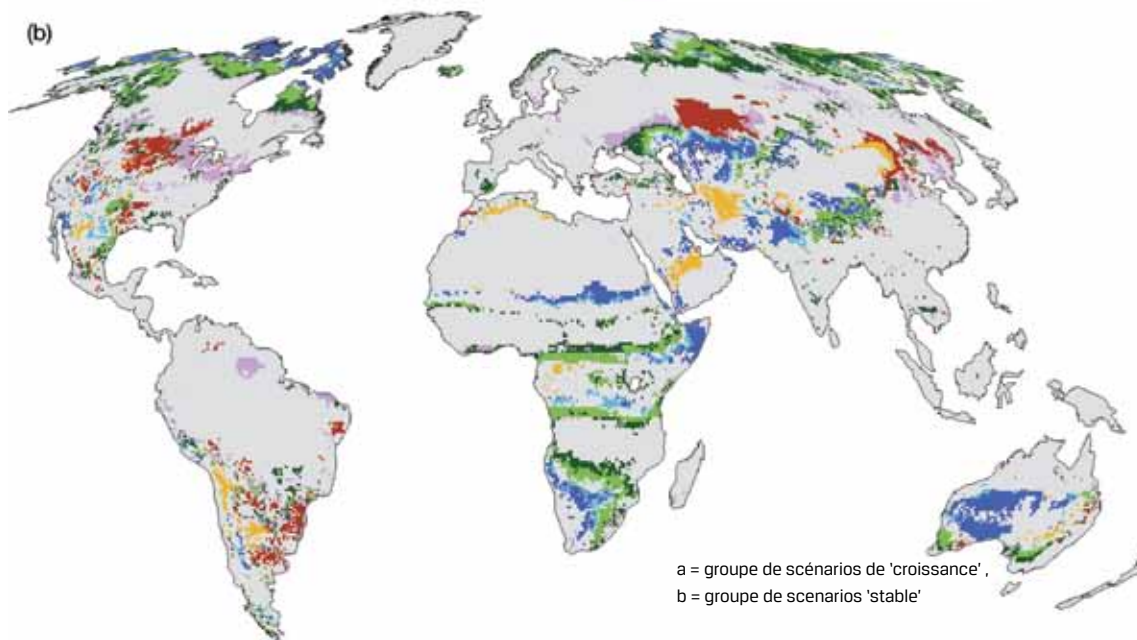 (b)
a = groupe de scénarios de 'croissance' ,
b = groupe de scenarios 'stable'